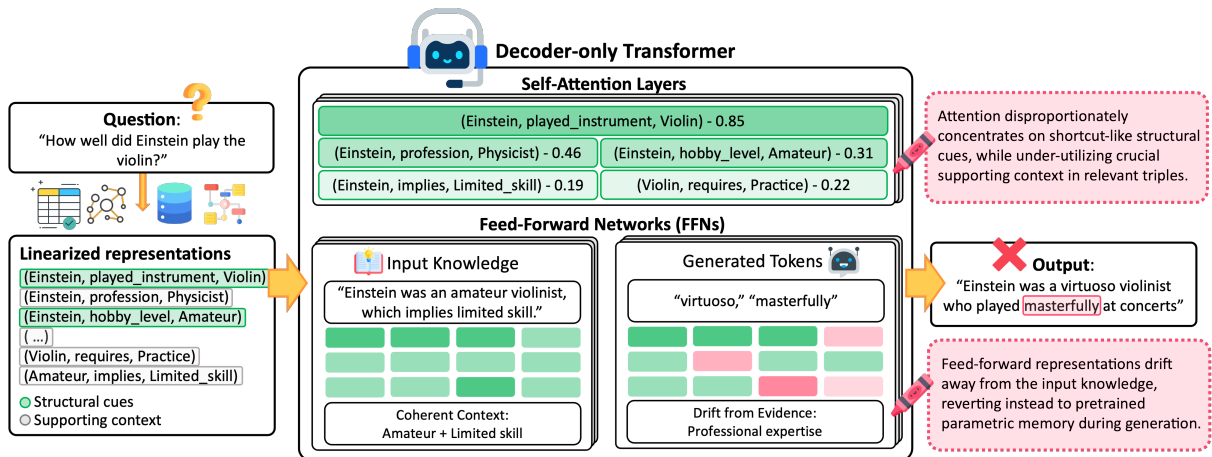 Decoder-only Transformer
Question:
“How well did Einstein play the
violin?”
Linearized representations
(Einstein, played_instrument, Violin)
(Einstein, profession, Physicist)
(Einstein, hobby_level, Amateur)
( ...)
(Violin, requires, Practice)
(Amateur, implies, Limited_skill)
Structural cues
Supporting context
Self-Attention Layers
(Einstein, played_instrument, Violin) - 0.85
(Einstein, profession, Physicist) - 0.46
(Einstein, hobby_level, Amateur) - 0.31
(Einstein, implies, Limited_skill) - 0.19
(Violin, requires, Practice) - 0.22
Feed-Forward Networks (FFNs)
Input Knowledge
“Einstein was an amateur violinist,
which implies limited skill.”
Coherent Context:
Amateur + Limited skill
Generated Tokens
“virtuoso,” “masterfully”
Drift from Evidence:
Professional expertise
Attention disproportionately
concentrates on shortcut-like structural
cues, while under-utilizing crucial
supporting context in relevant triples.
Output:
“Einstein was a virtuoso violinist
who played masterfully at concerts”
Feed-forward representations drift
away from the input knowledge,
reverting instead to pretrained
parametric memory during generation.